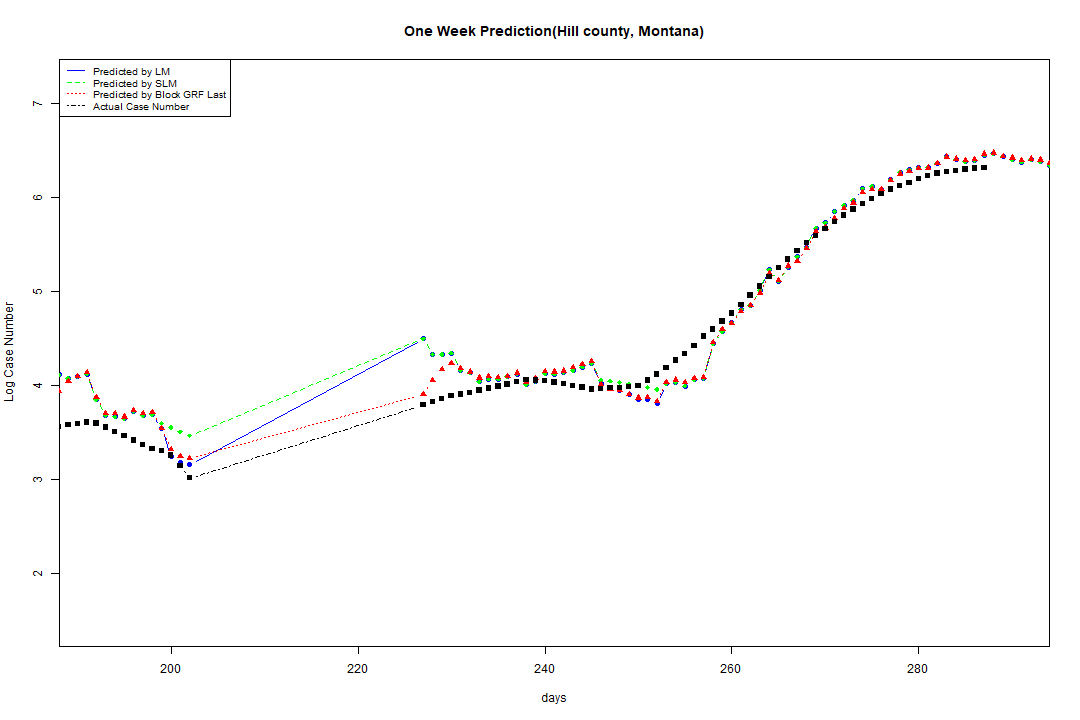 One Week Prediction(Hill county, Montana)
Predicted by LM
Predicted by SLM
Predicted by Block GRF Last
Actual Case Number
7
6
5
4
3
2
Log Case Number
200
220
240
260
280
days